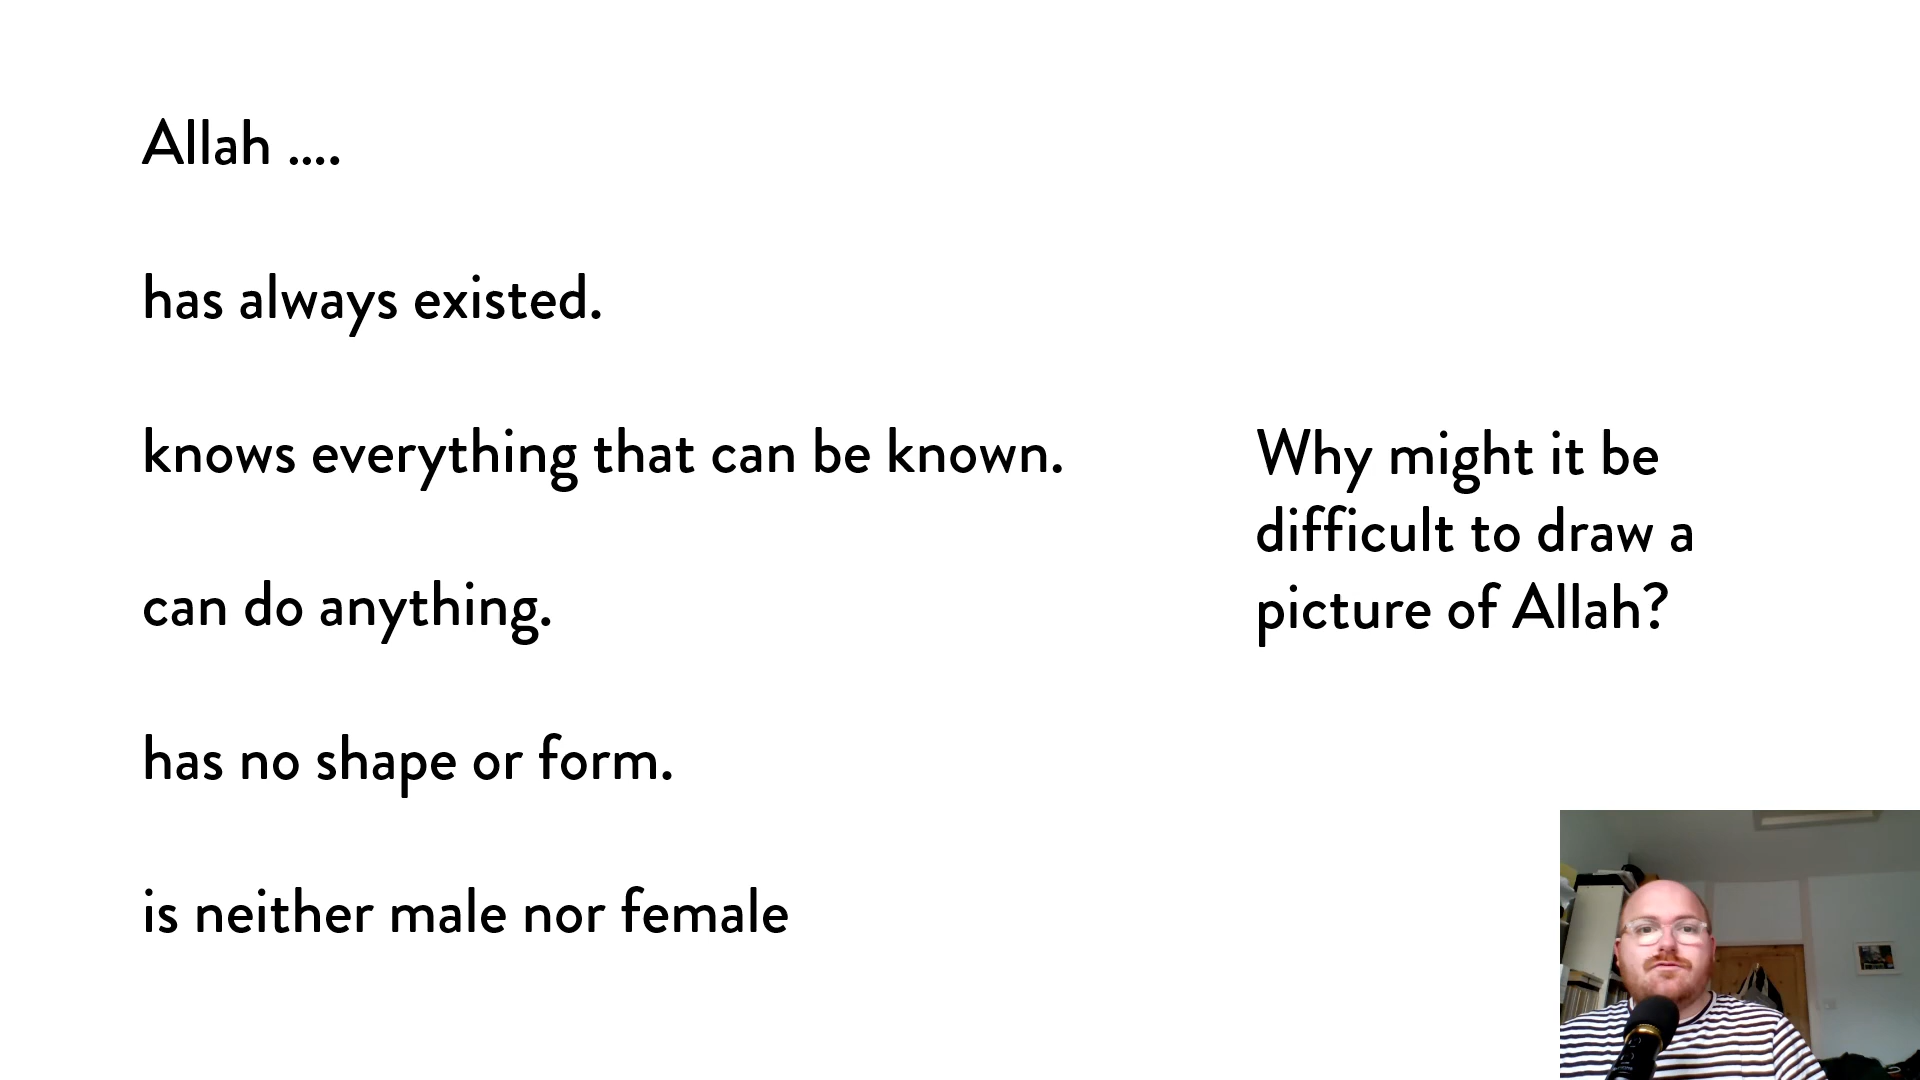 Allah ....
has always existed.
knows everything that can be known.
can do anything.
has no shape or form.
is neither male nor female
Why might it be
difficult to draw a
picture of Allah?